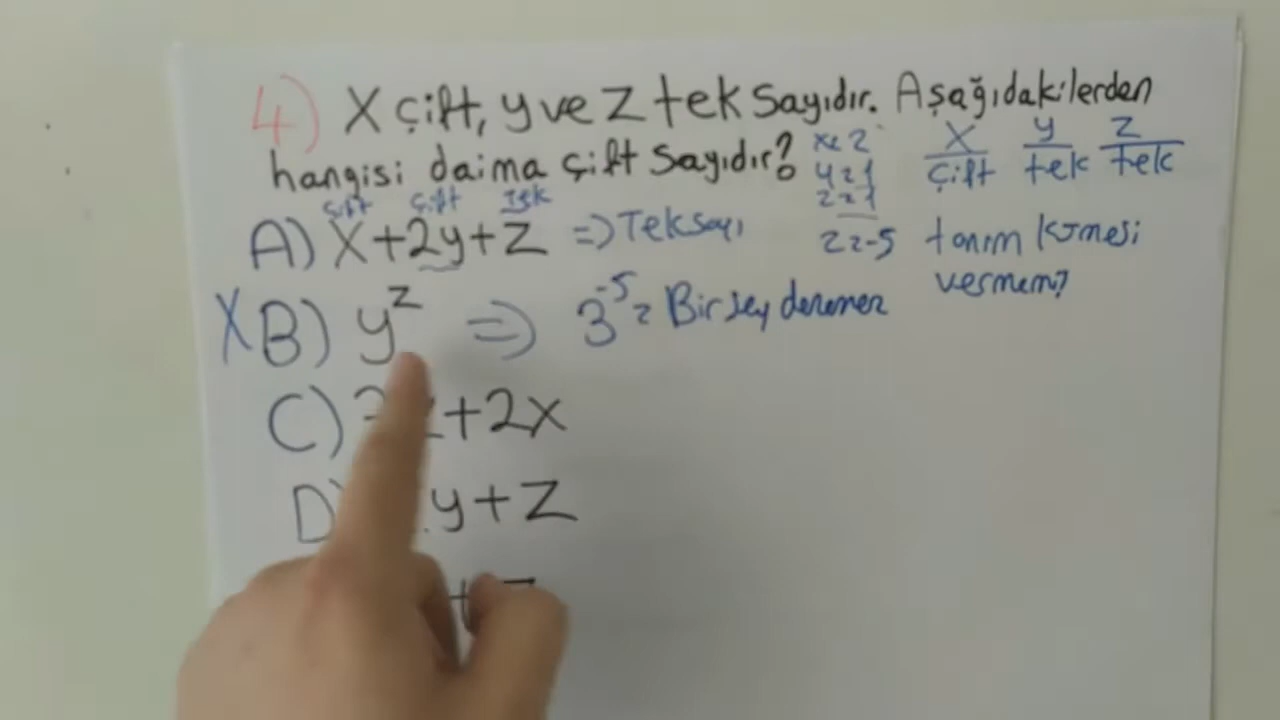 4) X çift, y ve z tek sayıdır. Aşağıdakilerden
hangisi daima çift sayıdır?
x=2
y=1
z=1
z=-5
X y z
çift tek tek
tanım kümesi
vermem?
çift çift tek
A) X+2y+z => Tek sayı
X B) y^z => 3^-5 = Bir şey denemez
C) +2x
D) y+z
+